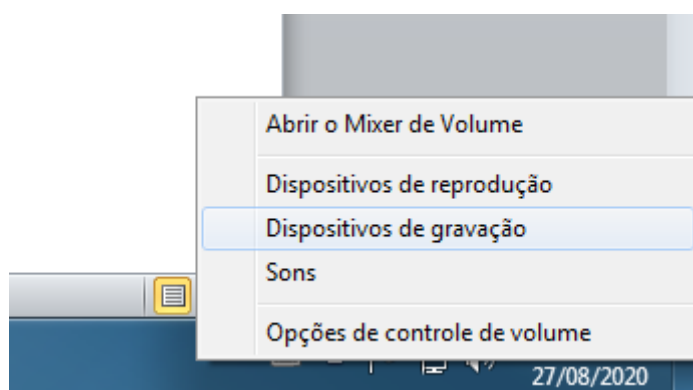 Abrir o Mixer de Volume
Dispositivos de reprodução
Dispositivos de gravação
Sons
Opções de controle de volume
27/08/2020